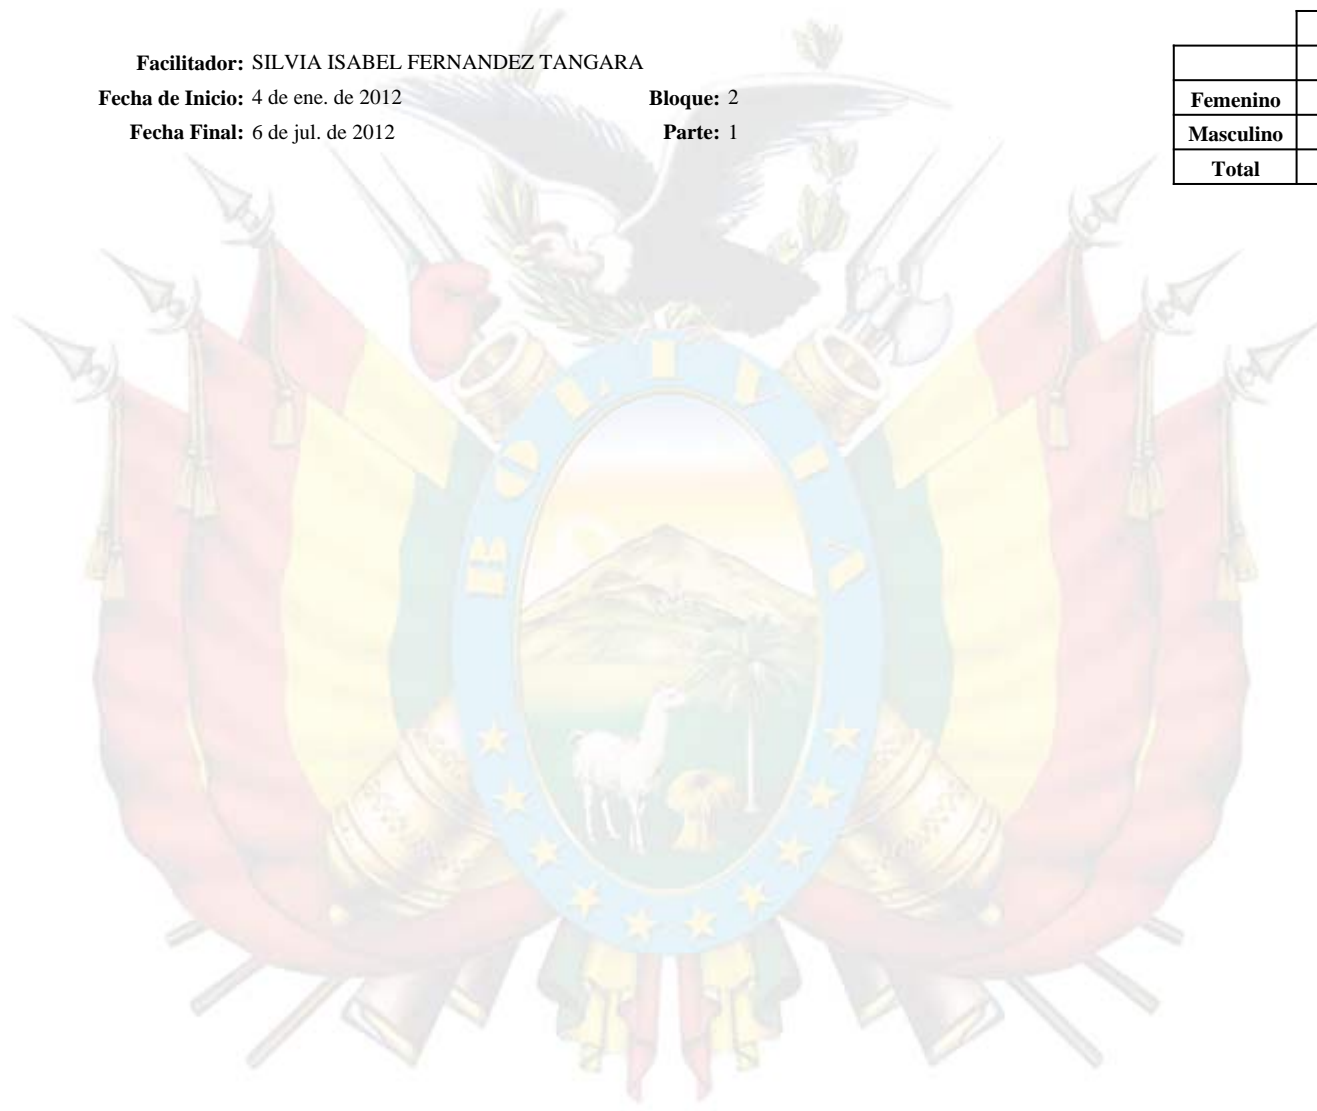 Facilitador: SILVIA ISABEL FERNANDEZ TANGARA
Fecha de Inicio: 4 de ene. de 2012 Bloque: 2
Fecha Final: 6 de jul. de 2012 Parte: 1
Femenino
Masculino
Total
BOLIVIA